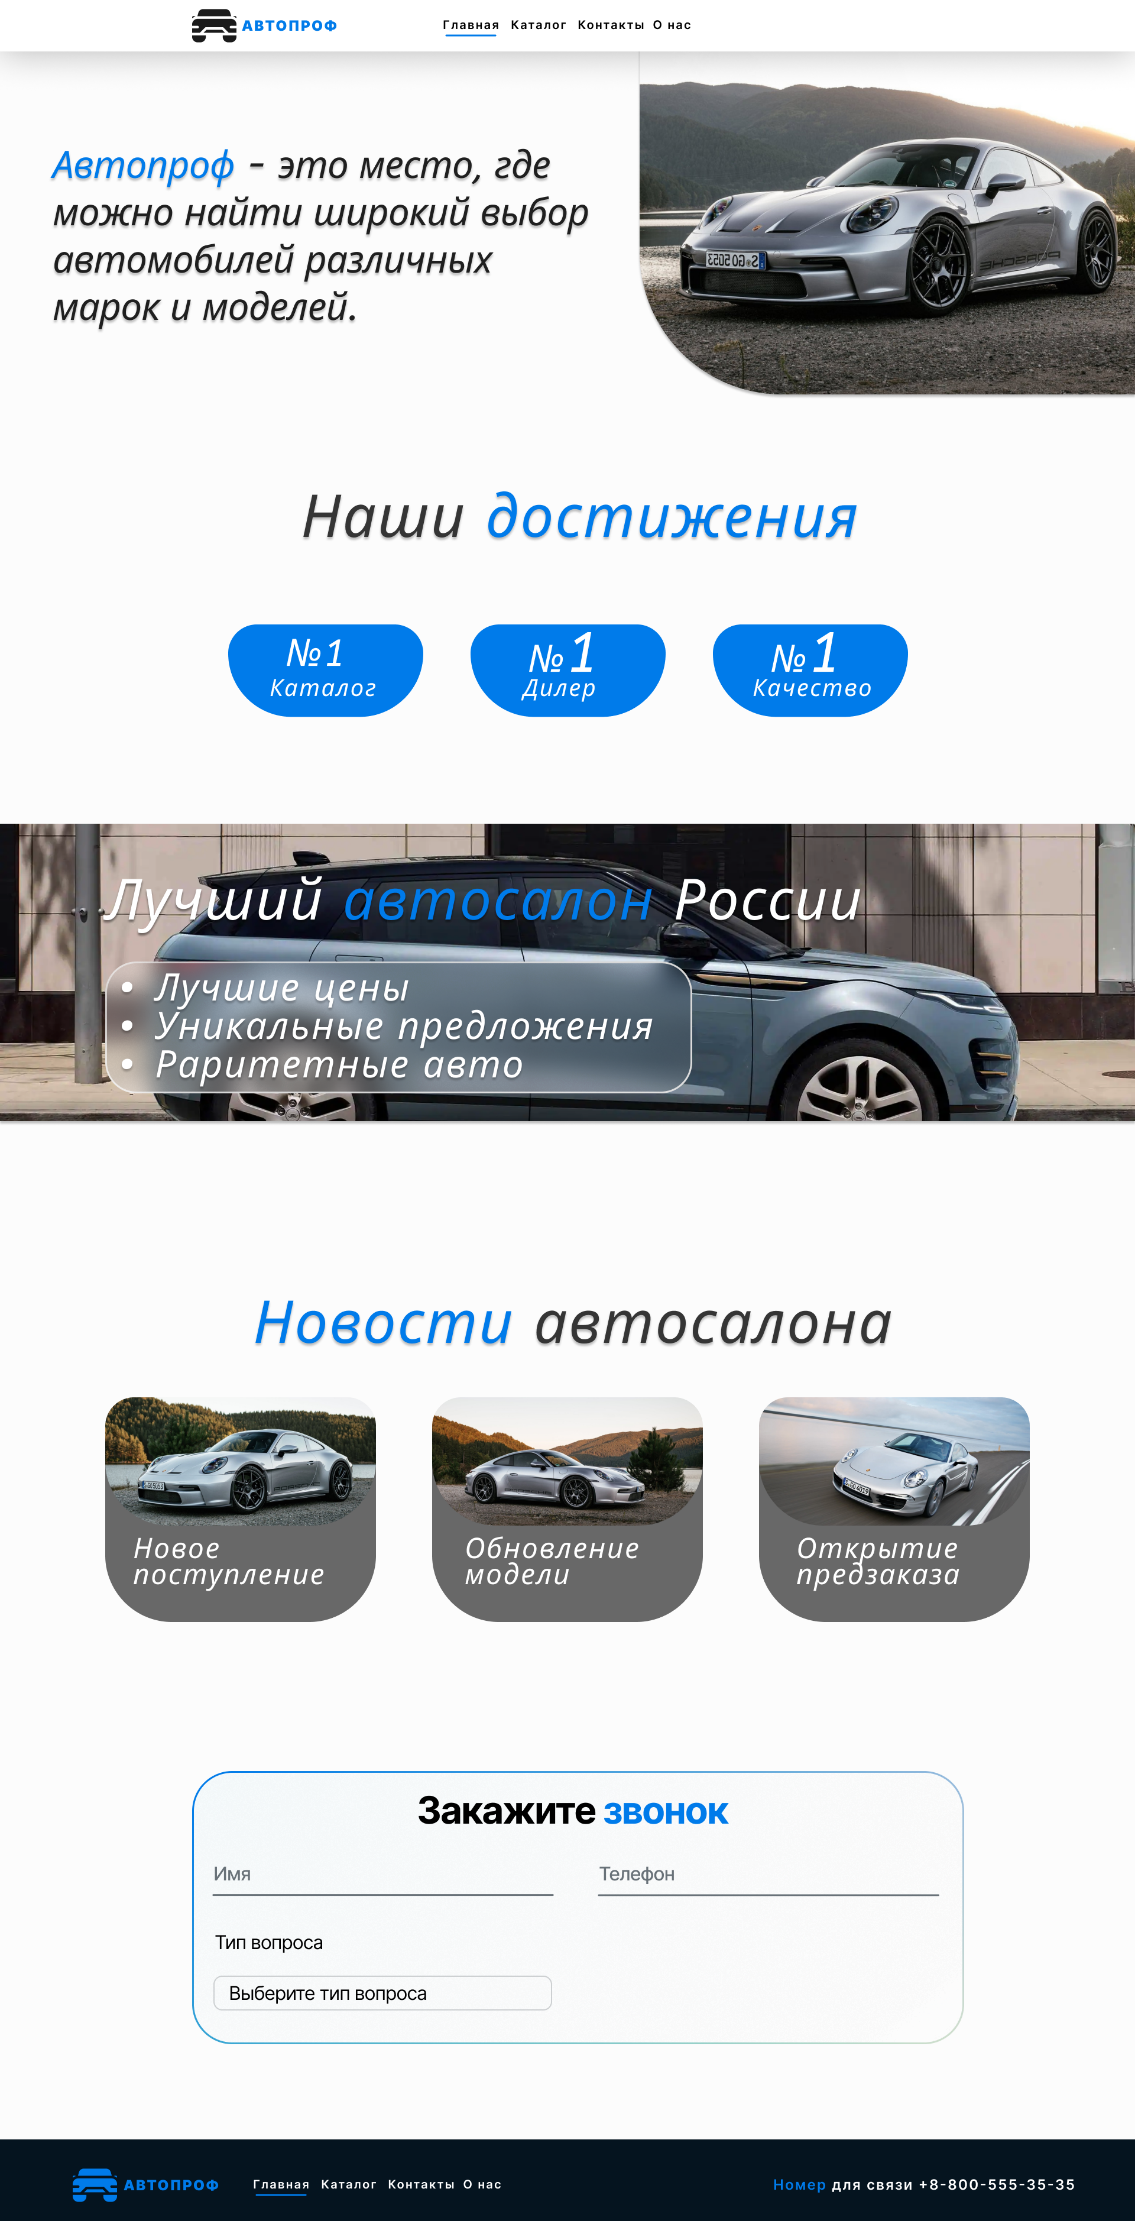 АВТОПРОФ
Главная Каталог Контакты О нас
Автопроф - это место, где
можно найти широкий выбор
автомобилей различных
марок и моделей.
Наши достижения
№1
Каталог
№1
Дилер
№1
Качество
Лучший автосалон России
• Лучшие цены
• Уникальные предложения
• Раритетные авто
Новости автосалона
Новое
поступление
Обновление
модели
Открытие
предзаказа
Закажите звонок
Имя
Телефон
Тип вопроса
Выберите тип вопроса
АВТОПРОФ
Главная Каталог Контакты О нас
Номер для связи +8-800-555-35-35